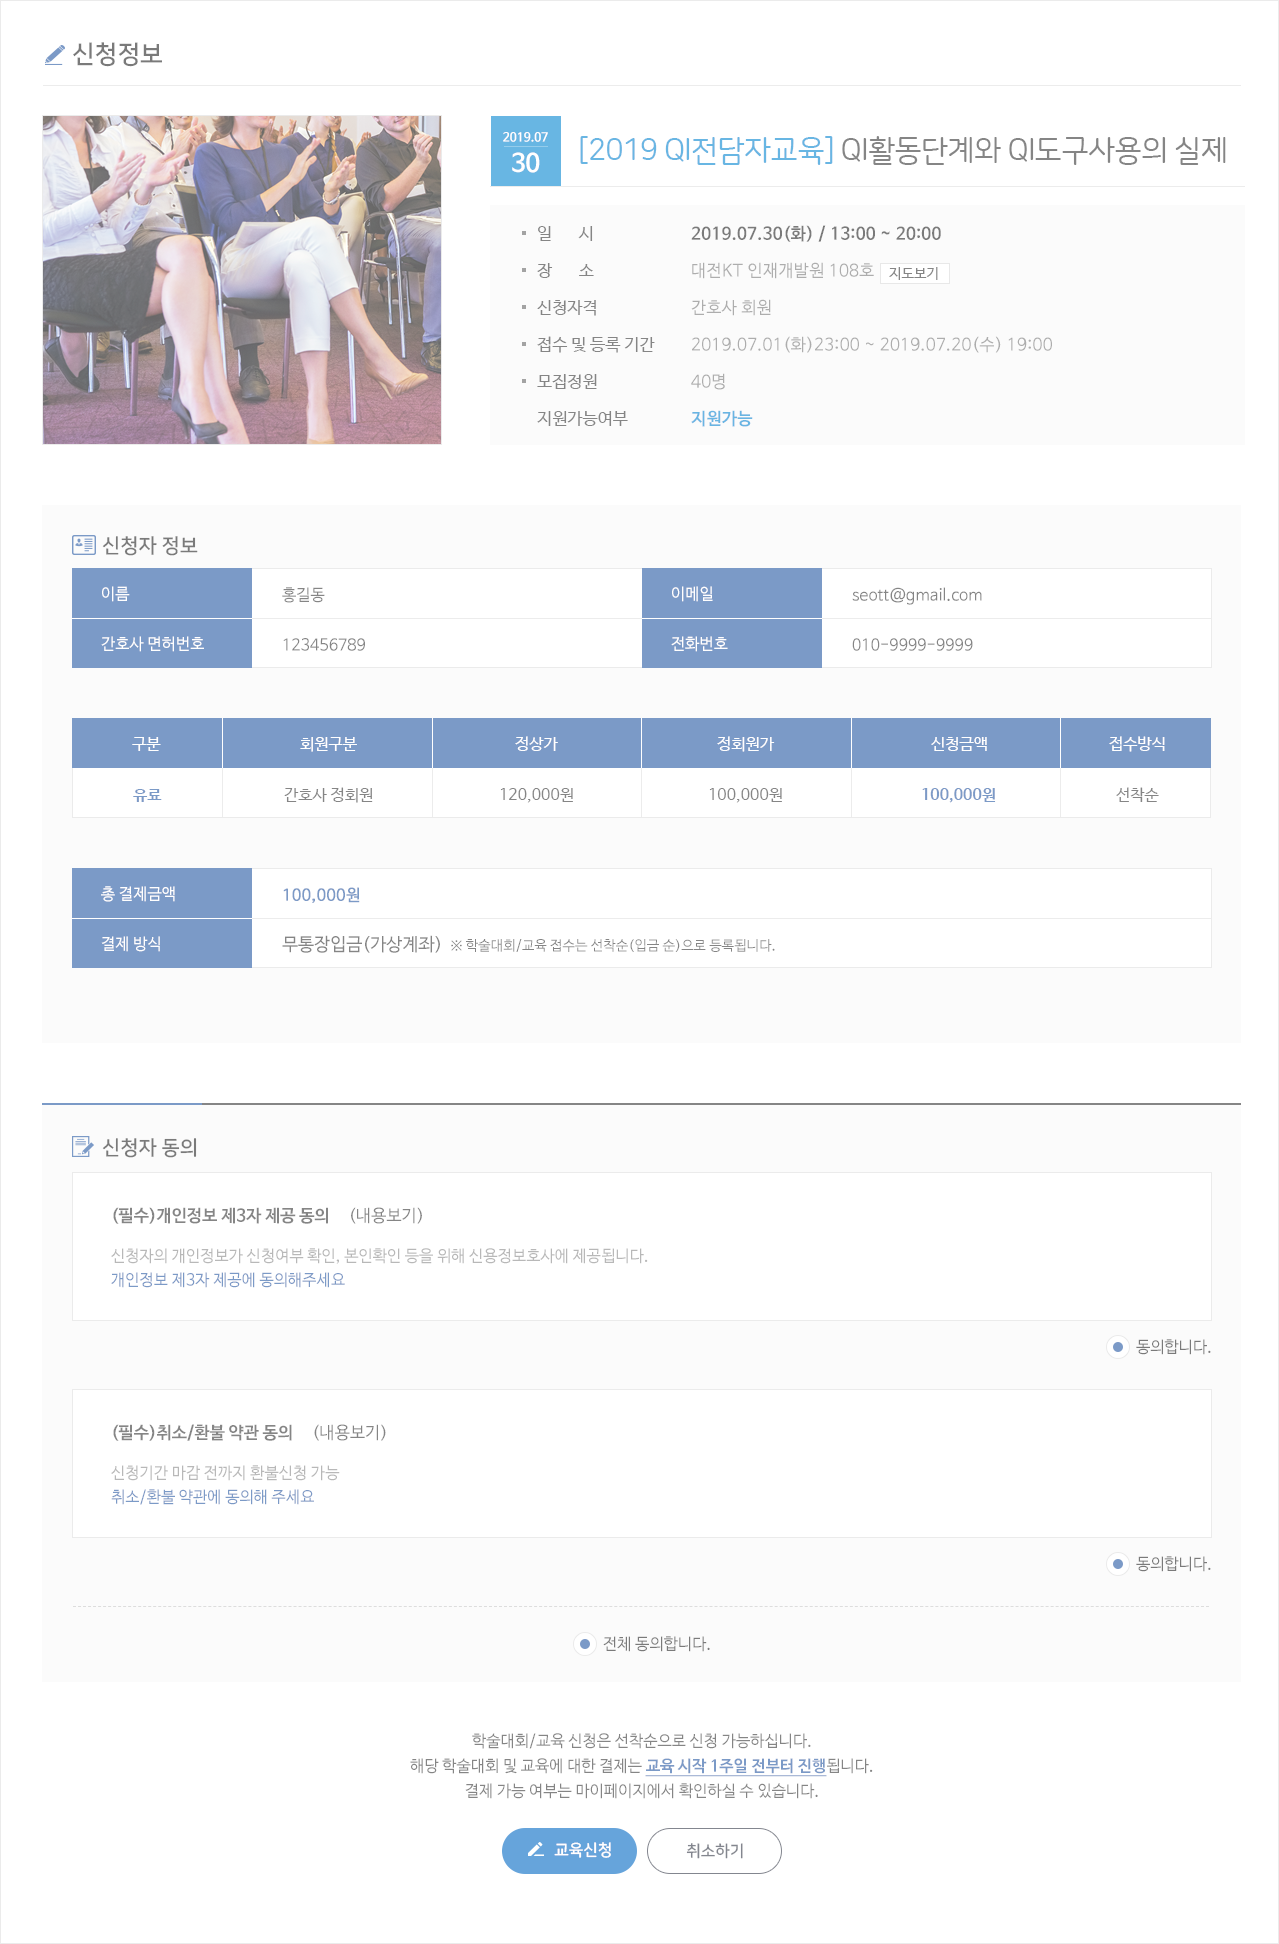 신청정보
2019.07
30
[2019 QI전담자교육] QI활동단계와 QI도구사용의 실제
일 시 2019.07.30(화) / 13:00 ~ 20:00
장 소 대전KT 인재개발원 108호 지도보기
신청자격 간호사 회원
접수 및 등록 기간 2019.07.01(화)23:00 ~ 2019.07.20(수) 19:00
모집정원 40명
지원가능여부 지원가능
신청자 정보
이름 홍길동 이메일 seott@gmail.com
간호사 면허번호 123456789 전화번호 010-9999-9999
구분 회원구분 정상가 정회원가 신청금액 접수방식
유료 간호사 정회원 120,000원 100,000원 100,000원 선착순
총 결제금액 100,000원
결제 방식 무통장입금(가상계좌) ※ 학술대회/교육 접수는 선착순(입금 순)으로 등록됩니다.
신청자 동의
(필수)개인정보 제3자 제공 동의 (내용보기)
신청자의 개인정보가 신청여부 확인, 본인확인 등을 위해 신용정보호사에 제공됩니다.
개인정보 제3자 제공에 동의해주세요
동의합니다.
(필수)취소/환불 약관 동의 (내용보기)
신청기간 마감 전까지 환불신청 가능
취소/환불 약관에 동의해 주세요
동의합니다.
전체 동의합니다.
학술대회/교육 신청은 선착순으로 신청 가능하십니다.
해당 학술대회 및 교육에 대한 결제는 교육 시작 1주일 전부터 진행됩니다.
결제 가능 여부는 마이페이지에서 확인하실 수 있습니다.
교육신청 취소하기